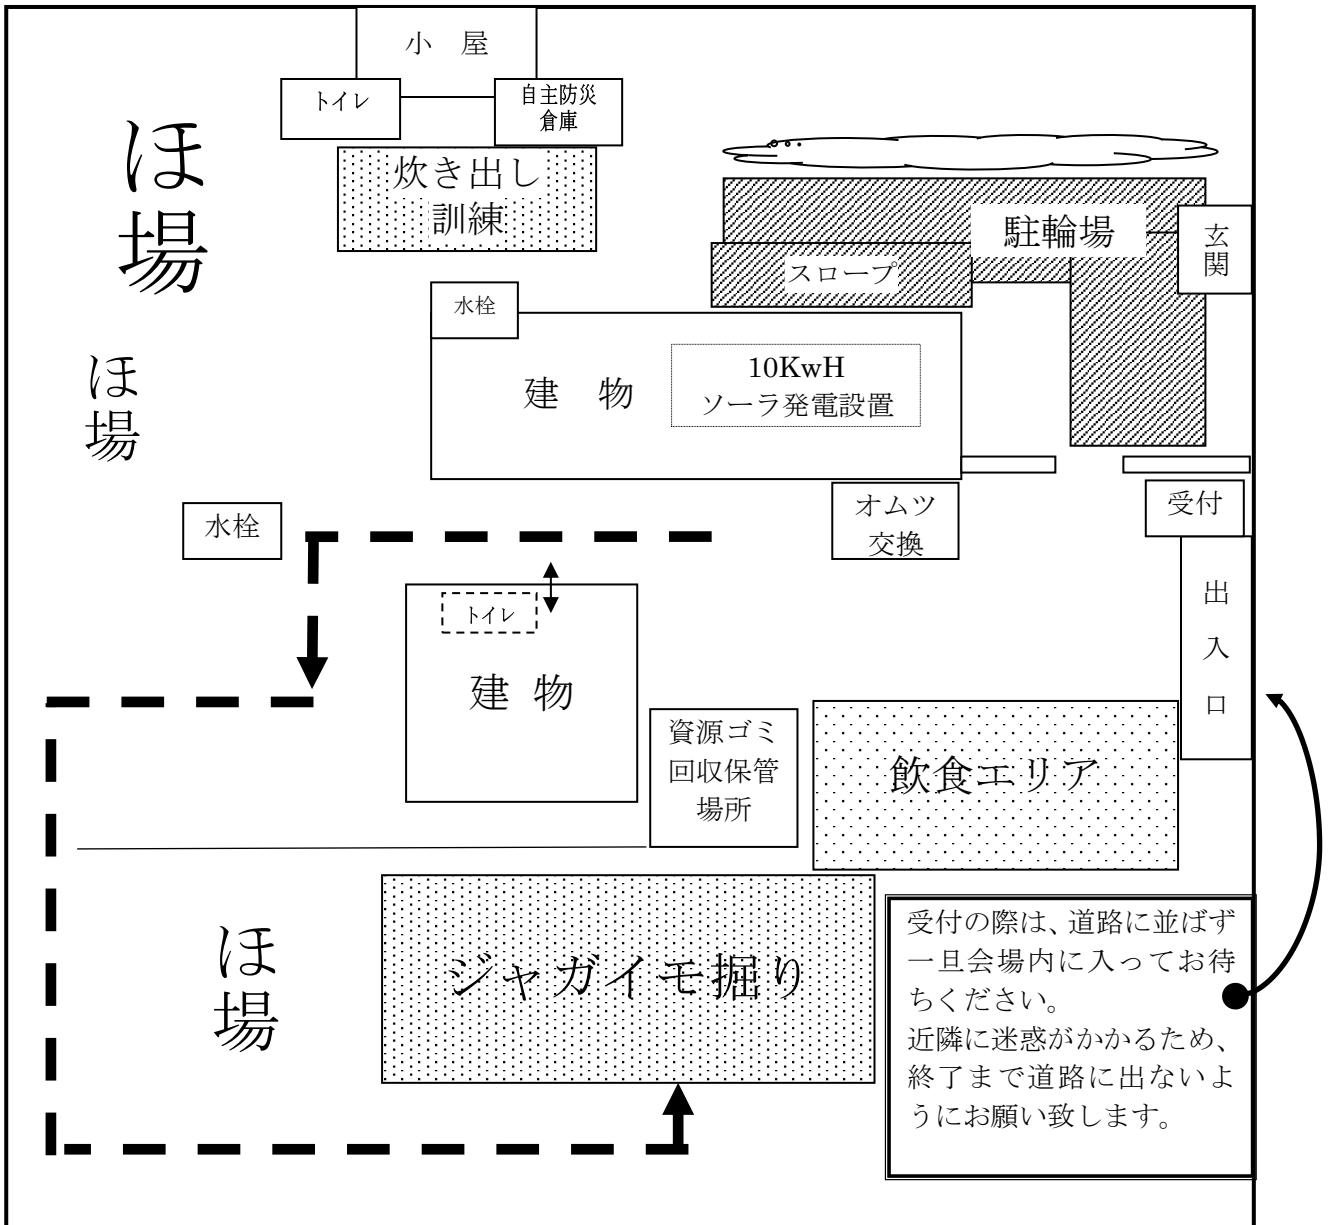 小 屋
トイレ
自主防災
倉庫
ほ場
炊き出し
訓練
駐輪場
玄関
スロープ
水栓
建 物
10KwH
ソーラ発電設置
ほ場
水栓
オムツ
交換
受付
出入口
トイレ
建 物
資源ゴミ
回収保管
場所
飲食エリア
ほ場
ジャガイモ掘り
受付の際は、道路に並ばず
一旦会場内に入ってお待
ちください。
近隣に迷惑がかかるため、
終了まで道路に出ないよ
うにお願い致します。